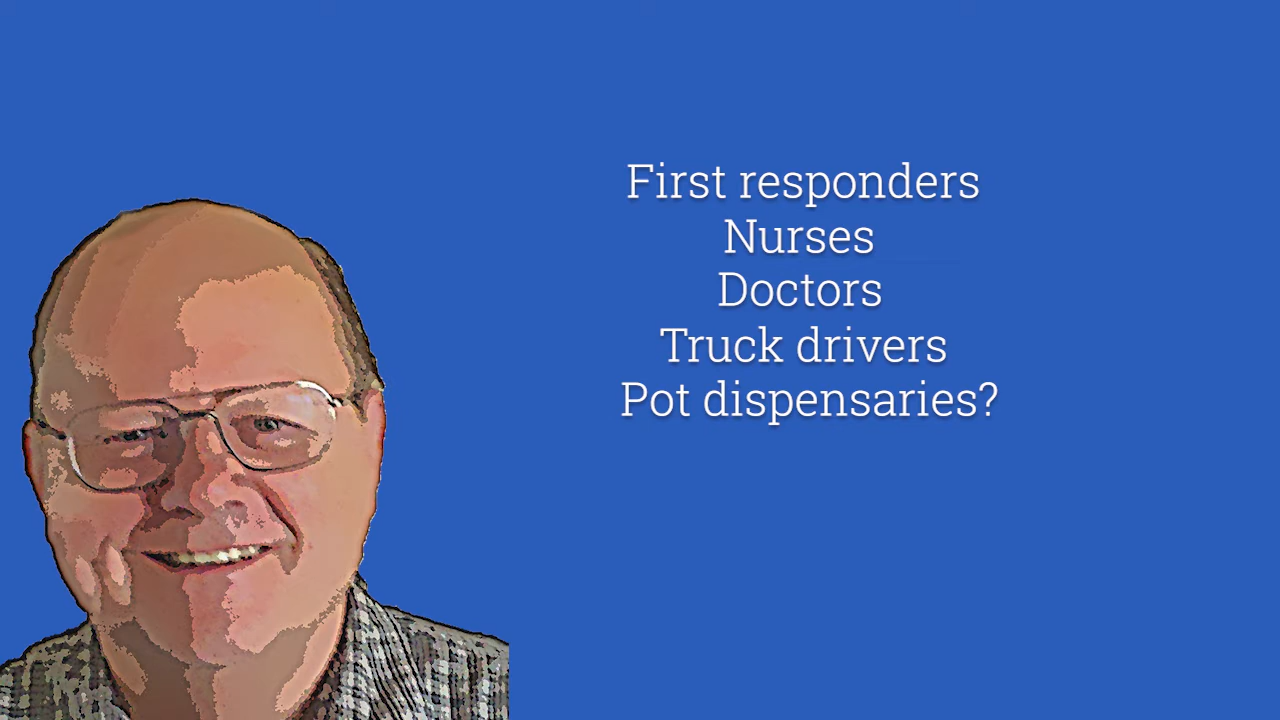 First responders
Nurses
Doctors
Truck drivers
Pot dispensaries?